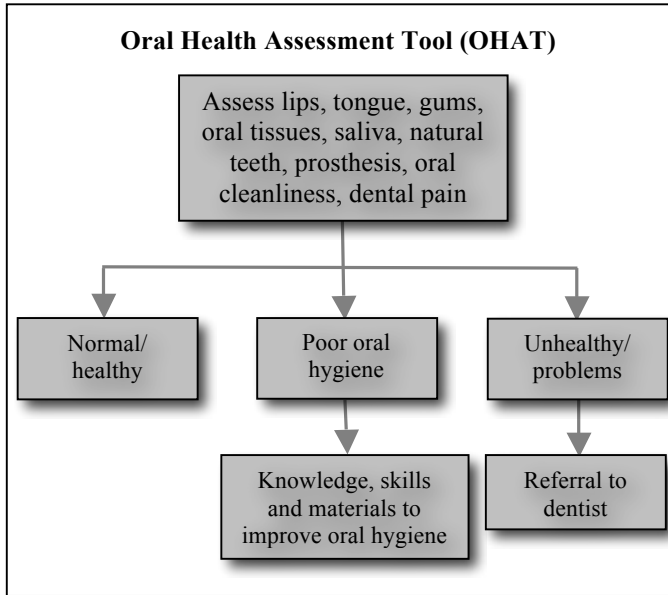 Oral Health Assessment Tool (OHAT)
Assess lips, tongue, gums,
oral tissues, saliva, natural
teeth, prosthesis, oral
cleanliness, dental pain
Normal/
healthy
Poor oral
hygiene
Unhealthy/
problems
Knowledge, skills
and materials to
improve oral hygiene
Referral to
dentist